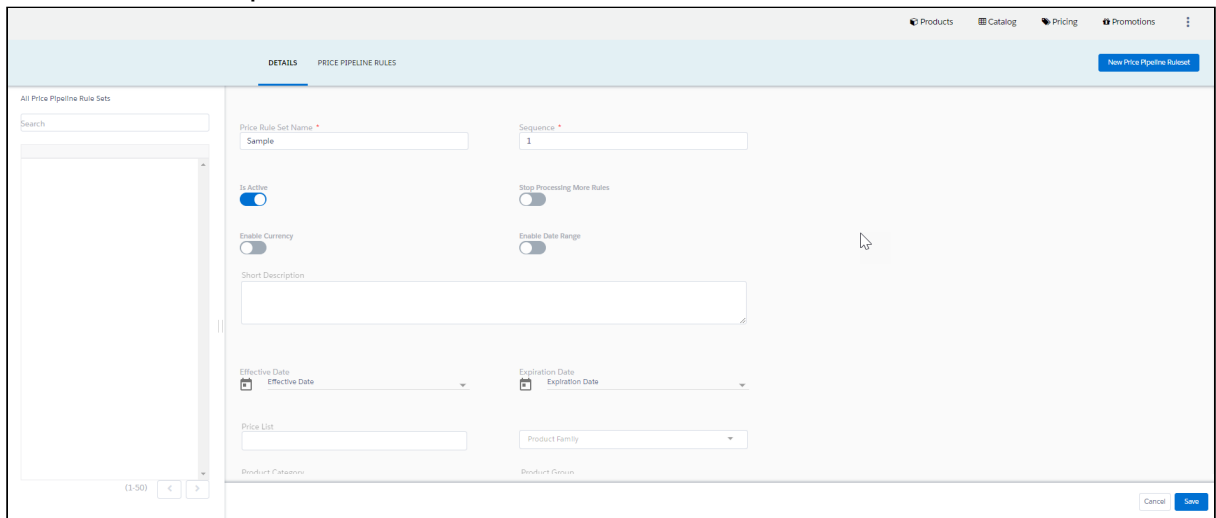 Products Catalog Pricing Promotions
DETAILS PRICE PIPELINE RULES New Price Pipeline Ruleset
All Price Pipeline Rule Sets
Search
Price Rule Set Name * Sequence *
Sample 1
Is Active Stop Processing More Rules
Enable Currency Enable Date Range
Short Description
Effective Date Expiration Date
Effective Date Expiration Date
Price List
Product Family
Product Category Product Group
(1-50) < >
Cancel Save